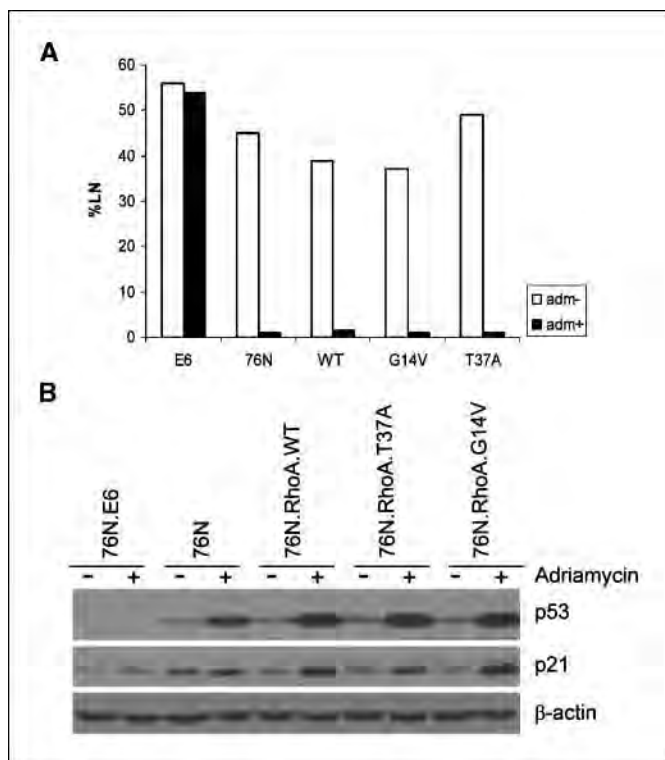 A
60
50
40
30
20
10
0
%LN
E6 76N WT G14V T37A
adm-
adm+
B
76N.E6
76N
76N.RhoA.WT
76N.RhoA.T37A
76N.RhoA.G14V
- + - + - + - + - + Adriamycin
p53
p21
β-actin